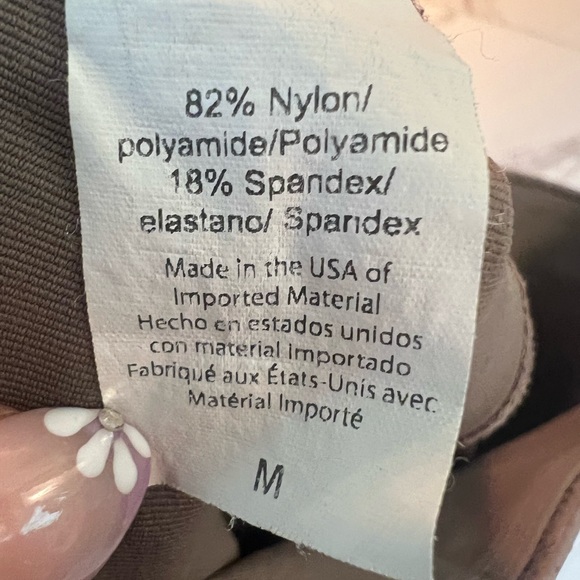 82% Nylon/
polyamide/Polyamide
18% Spandex/
elastano/ Spandex
Made in the USA of
Imported Material
Hecho en estados unidos
con material importado
Fabriqué aux États-Unis avec
Matérial Importé
M